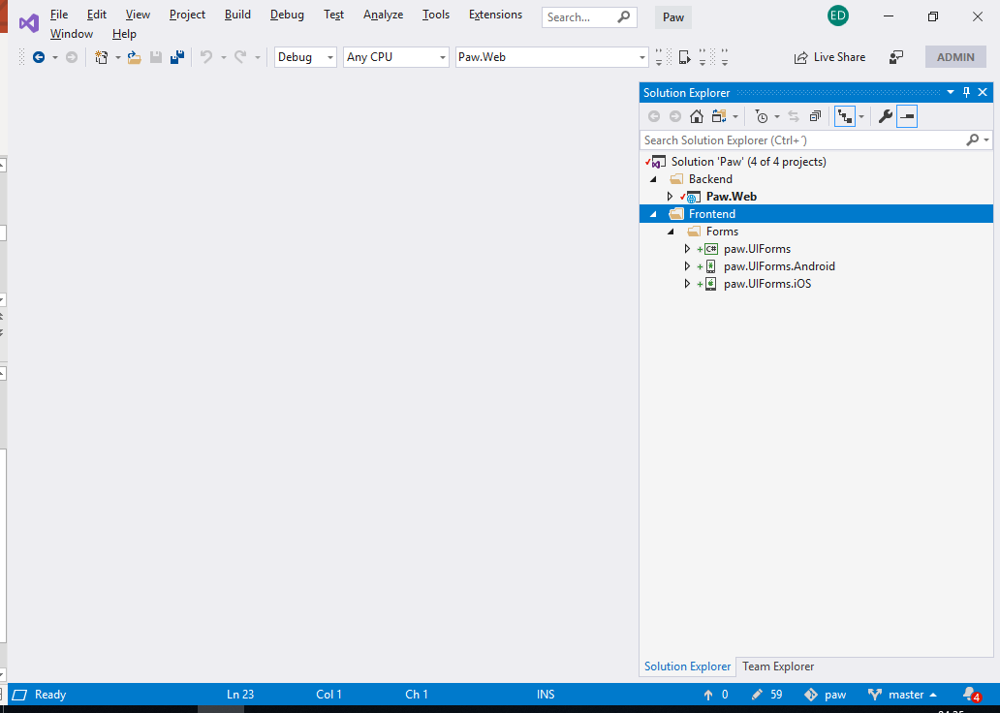 File Edit View Project Build Debug Test Analyze Tools Extensions Search... Paw ED
Window Help
Debug Any CPU Paw.Web Live Share ADMIN
Solution Explorer
Search Solution Explorer (Ctrl+´)
Solution 'Paw' (4 of 4 projects)
Backend
Paw.Web
Frontend
Forms
C# paw.UIForms
paw.UIForms.Android
paw.UIForms.iOS
Solution Explorer Team Explorer
Ready Ln 23 Col 1 Ch 1 INS 0 59 paw master 4